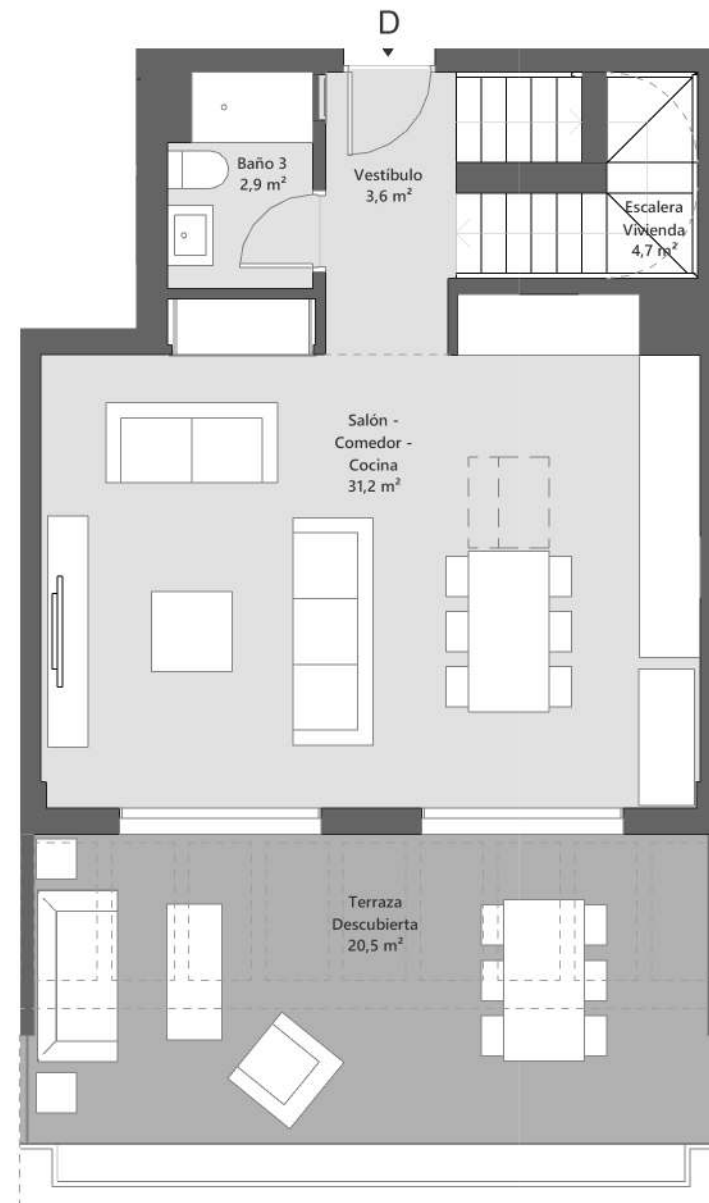 D
Baño 3
2,9 m²
Vestíbulo
3,6 m²
Escalera
Vivienda
4,7 m²
Salón -
Comedor -
Cocina
31,2 m²
Terraza
Descubierta
20,5 m²